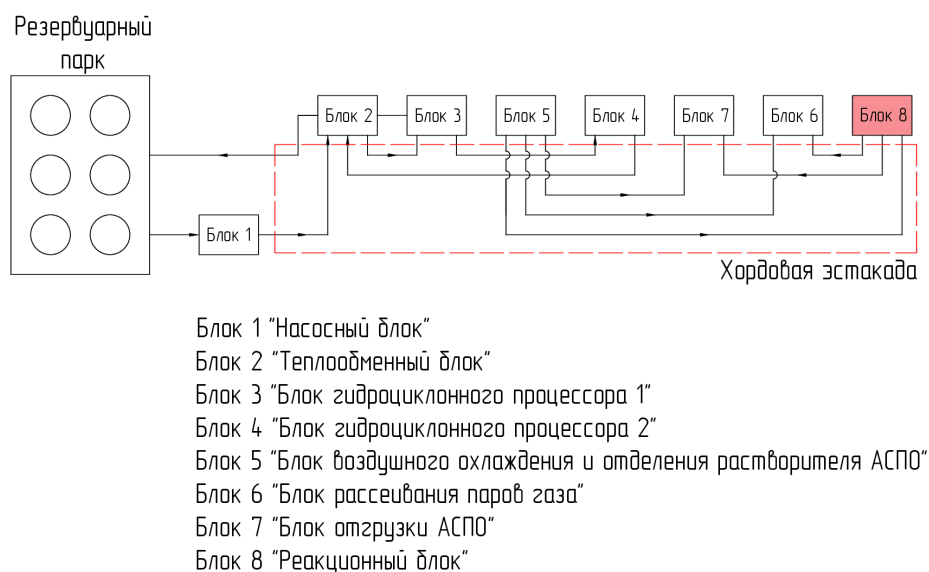 Резервуарный
парк
Блок 2
Блок 3
Блок 5
Блок 4
Блок 7
Блок 6
Блок 8
Блок 1
Хордовая эстакада
Блок 1 "Насосный блок"
Блок 2 "Теплообменный блок"
Блок 3 "Блок гидроциклонного процессора 1"
Блок 4 "Блок гидроциклонного процессора 2"
Блок 5 "Блок воздушного охлаждения и отделения растворителя АСПО"
Блок 6 "Блок рассеивания паров газа"
Блок 7 "Блок отгрузки АСПО"
Блок 8 "Реакционный блок"